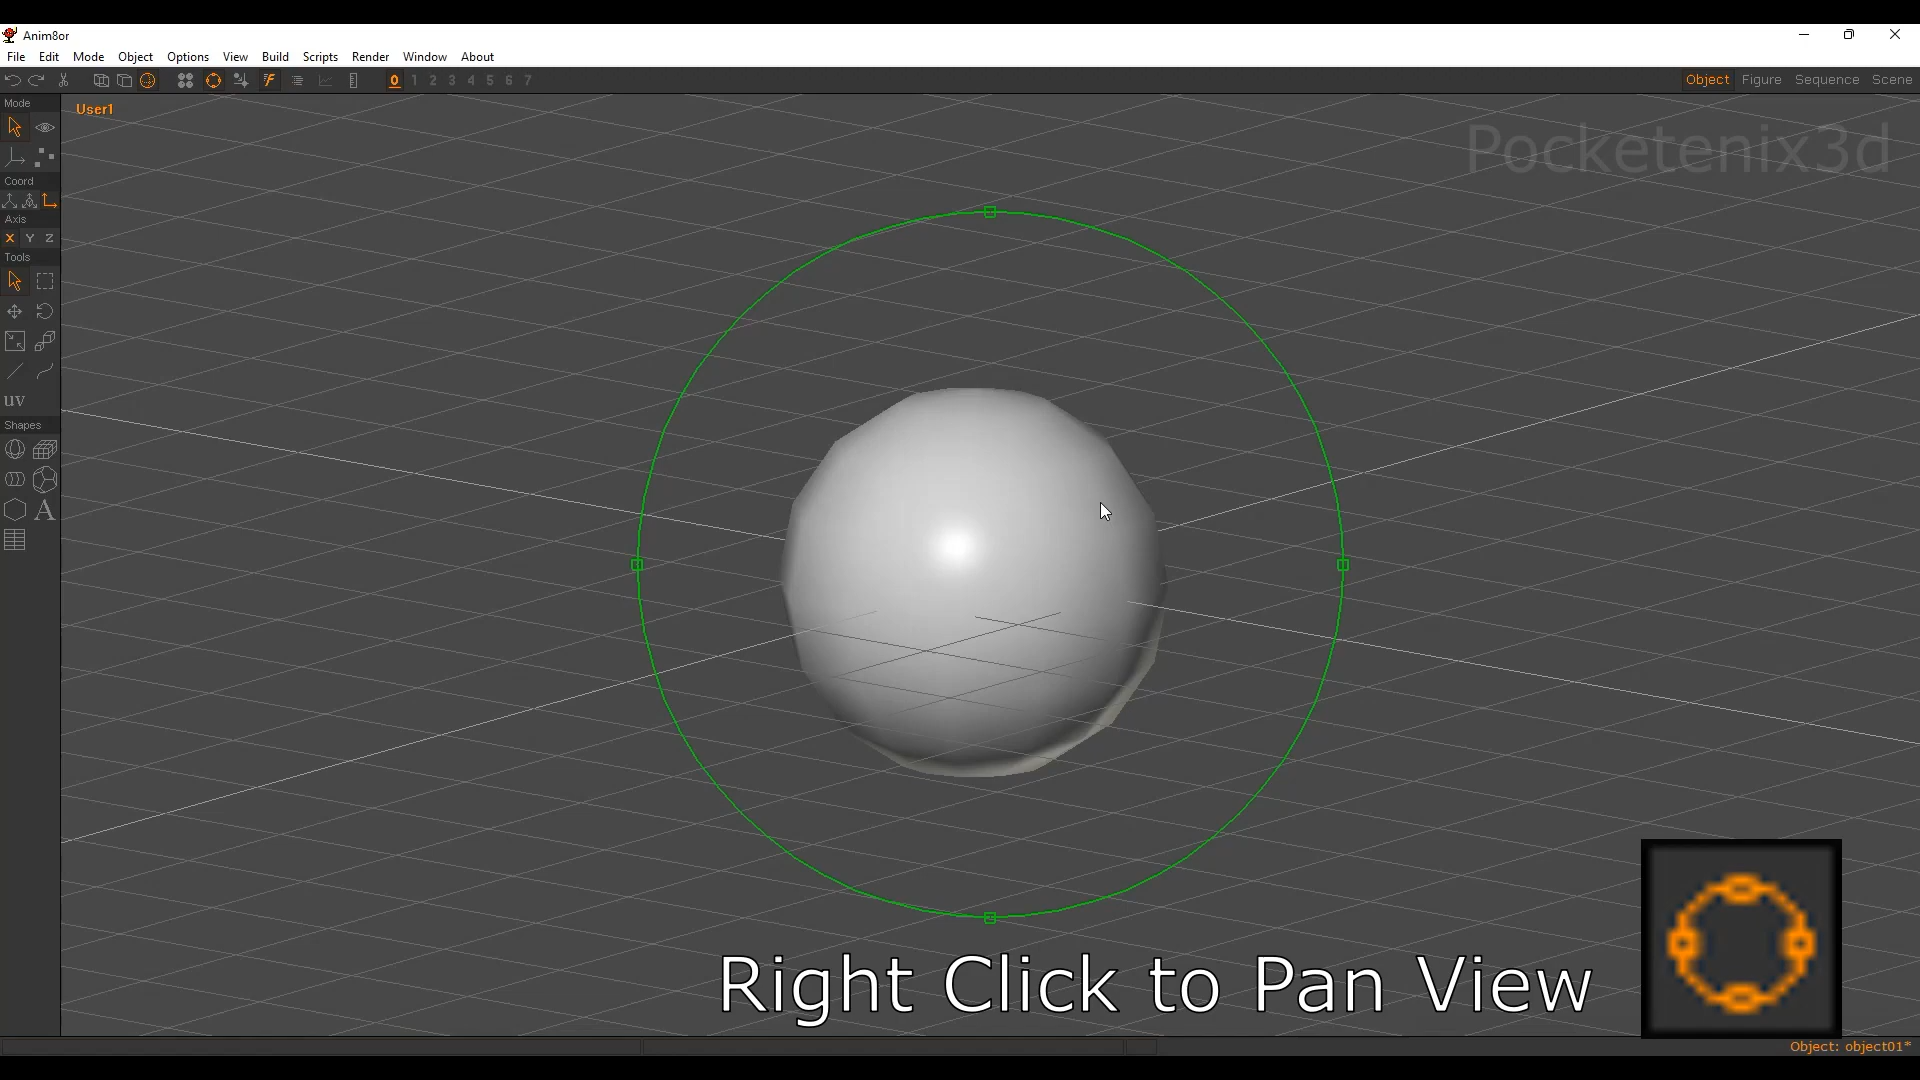 Anim8or
File Edit Mode Object Options View Build Scripts Render Window About
0 1 2 3 4 5 6 7
Object Figure Sequence Scene
Mode
User1
Pocketenix3d
Coord
Axis
X Y Z
Tools
uv
Shapes
A
Right Click to Pan View
Object: object01*